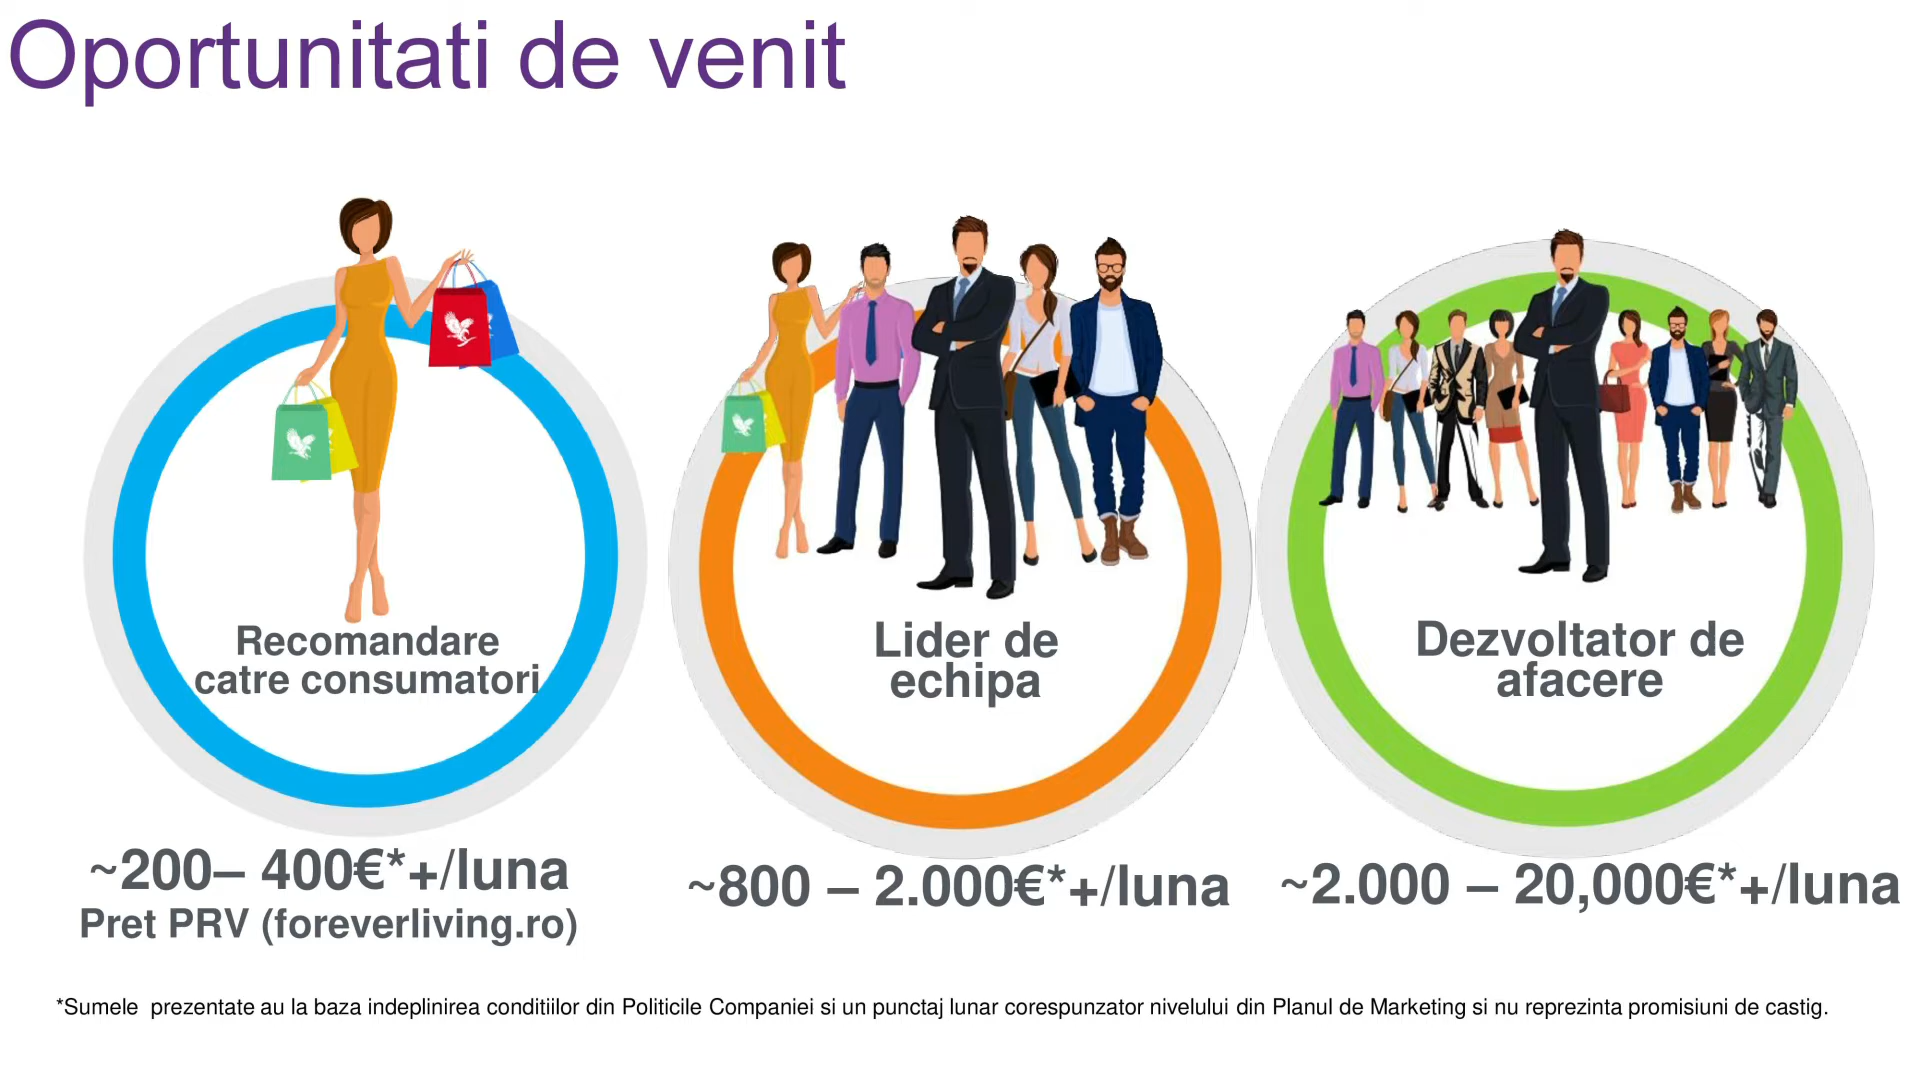 Oportunitati de venit
Recomandare
catre consumatori
Lider de
echipa
Dezvoltator de
afacere
~200– 400€*+/luna
Pret PRV (foreverliving.ro)
~800 – 2.000€*+/luna
~2.000 – 20,000€*+/luna
*Sumele  prezentate au la baza indeplinirea conditiilor din Politicile Companiei si un punctaj lunar corespunzator nivelului din Planul de Marketing si nu reprezinta promisiuni de castig.